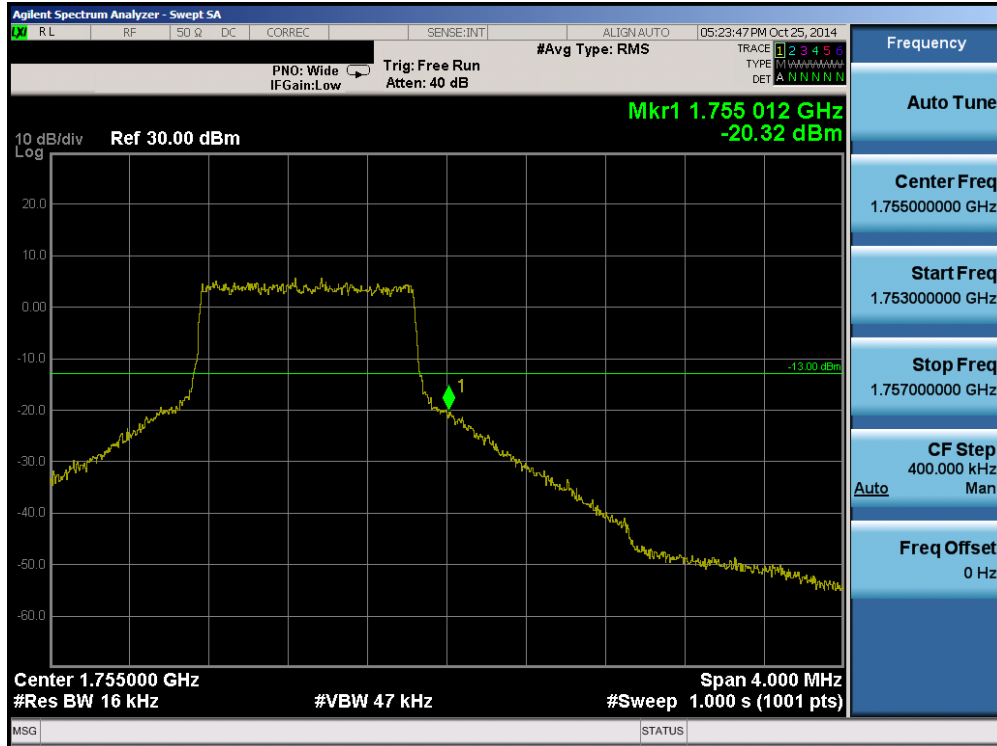 Agilent Spectrum Analyzer - Swept SA
LXI RL RF 50 Ω DC CORREC SENSE:INT ALIGN AUTO 05:23:47 PM Oct 25, 2014
#Avg Type: RMS TRACE 1 2 3 4 5 6
PNO: Wide Trig: Free Run TYPE M WWWWW
IFGain:Low Atten: 40 dB DET A N N N N N
Mkr1 1.755 012 GHz
-20.32 dBm
10 dB/div Ref 30.00 dBm
Log
20.0
10.0
0.00
-10.0
-13.00 dBm
1
-20.0
-30.0
-40.0
-50.0
-60.0
Center 1.755000 GHz Span 4.000 MHz
#Res BW 16 kHz #VBW 47 kHz #Sweep 1.000 s (1001 pts)
MSG STATUS
Frequency
Auto Tune
Center Freq
1.755000000 GHz
Start Freq
1.753000000 GHz
Stop Freq
1.757000000 GHz
CF Step
400.000 kHz
Auto Man
Freq Offset
0 Hz